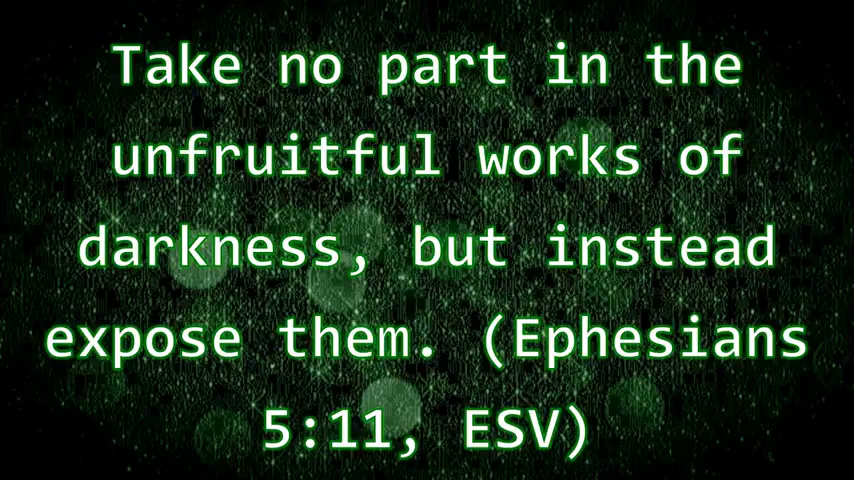 Take no part in the
unfruitful works of
darkness, but instead
expose them. (Ephesians
5:11, ESV)